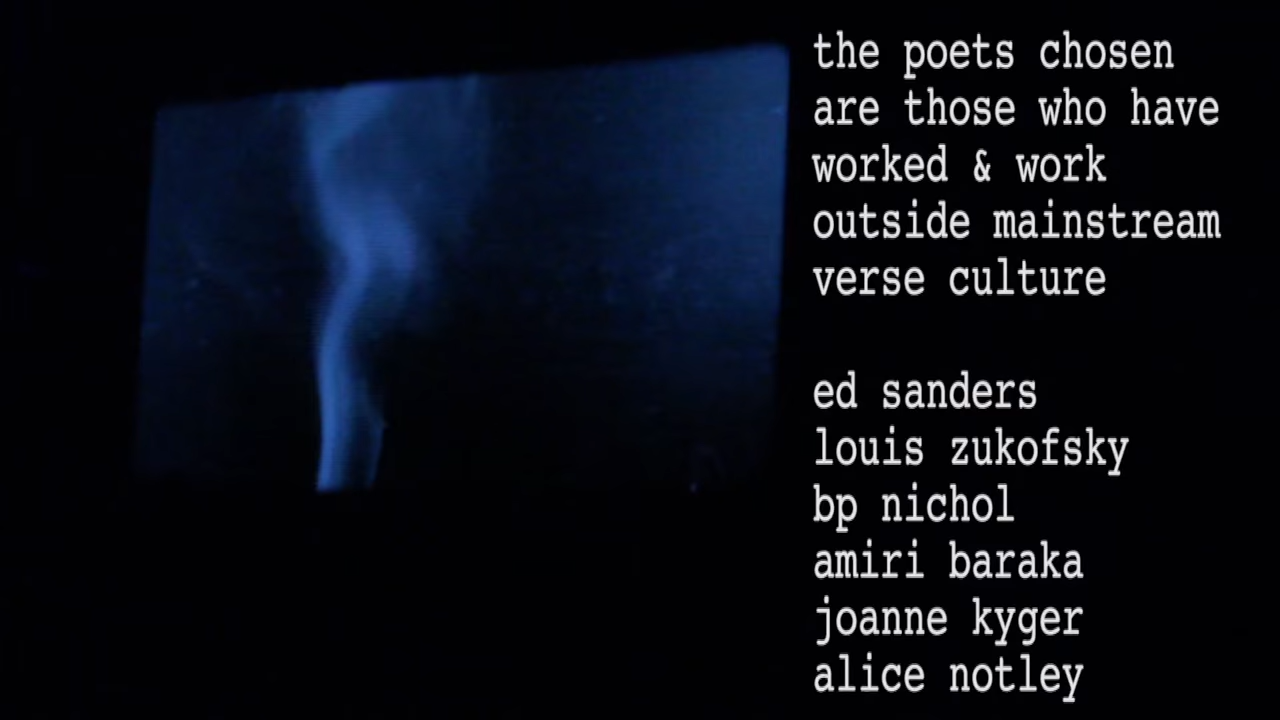 the poets chosen
are those who have
worked & work
outside mainstream
verse culture
ed sanders
louis zukofsky
bp nichol
amiri baraka
joanne kyger
alice notley